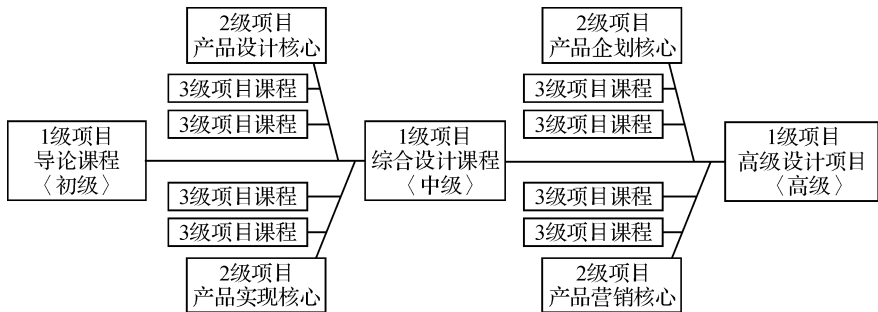 2级项目
产品设计核心
3级项目课程
3级项目课程
1级项目
导论课程
〈初级〉
3级项目课程
3级项目课程
2级项目
产品实现核心
1级项目
综合设计课程
〈中级〉
2级项目
产品企划核心
3级项目课程
3级项目课程
3级项目课程
3级项目课程
2级项目
产品营销核心
1级项目
高级设计项目
〈高级〉